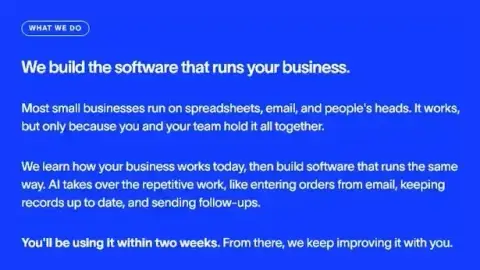 WHAT WE DO
We build the software that runs your business.
Most small businesses run on spreadsheets, email, and people's heads. It works,
but only because you and your team hold it all together.
We learn how your business works today, then build software that runs the same
way. AI takes over the repetitive work, like entering orders from email, keeping
records up to date, and sending follow-ups.
You'll be using it within two weeks. From there, we keep improving it with you.